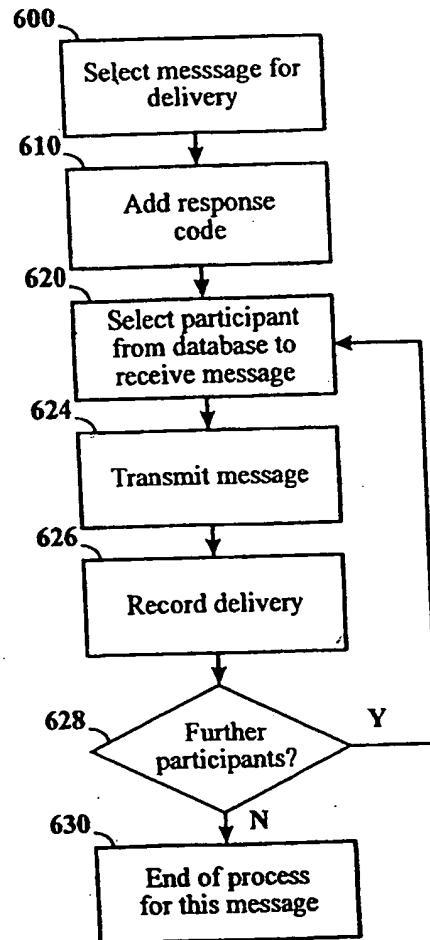 600
Select messsage for
delivery
610
Add response
code
620
Select participant
from database to
receive message
624
Transmit message
626
Record delivery
628
Further
participants?
Y
N
630
End of process
for this message